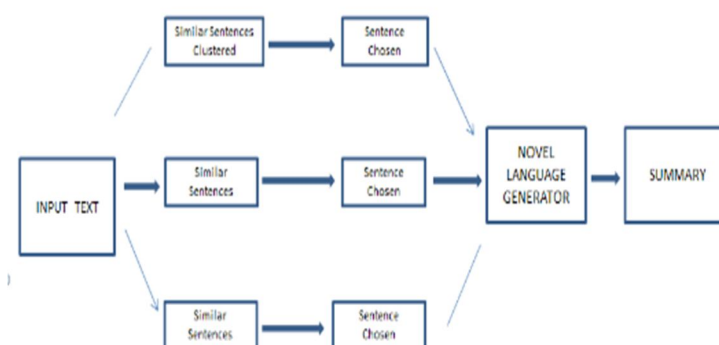 Similar Sentences
Clustered
Sentence
Chosen
INPUT TEXT
Similar
Sentences
Sentence
Chosen
NOVEL
LANGUAGE
GENERATOR
SUMMARY
Similar
Sentences
Sentence
Chosen